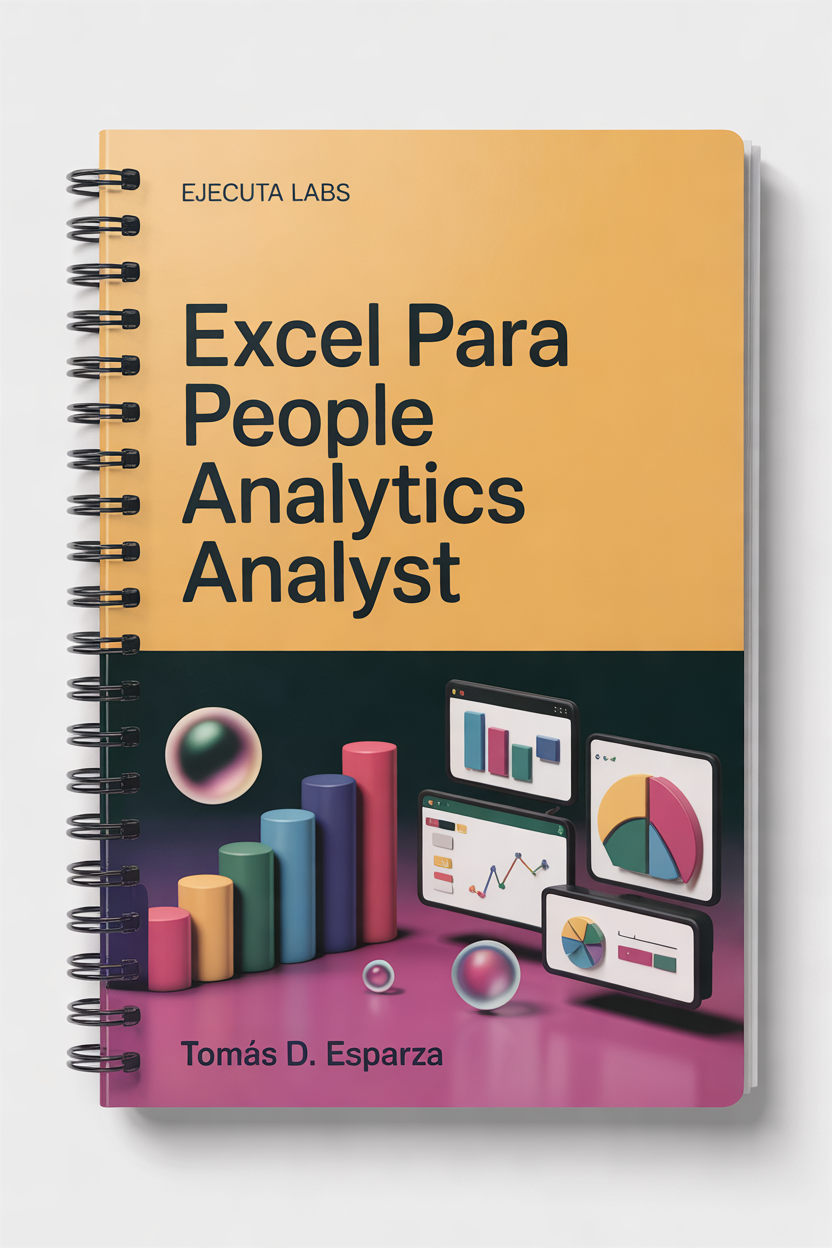 EJECUTA LABS
Excel Para
People
Analytics
Analyst
Tomás D. Esparza